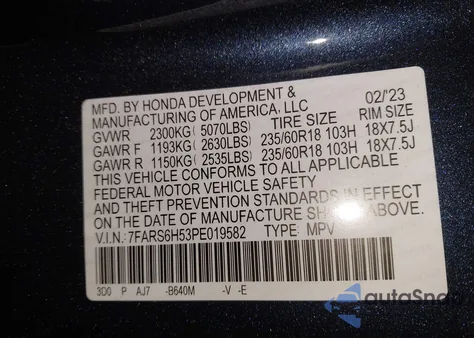 MFD. BY HONDA DEVELOPMENT & 02/'23
MANUFACTURING OF AMERICA, LLC
TIRE SIZE RIM SIZE
GVWR 2300KG( 5070LBS)
GAWR F 1193KG( 2630LBS) 235/60R18 103H 18X7.5J
GAWR R 1150KG( 2535LBS) 235/60R18 103H 18X7.5J
THIS VEHICLE CONFORMS TO ALL APPLICABLE
FEDERAL MOTOR VEHICLE SAFETY
AND THEFT PREVENTION STANDARDS IN EFFECT
ON THE DATE OF MANUFACTURE ABOVE.
V.I.N.: 7FARS6H53PE019582 TYPE: MPV
3D0 P AJ7 -B640M -V -E
autoSnap